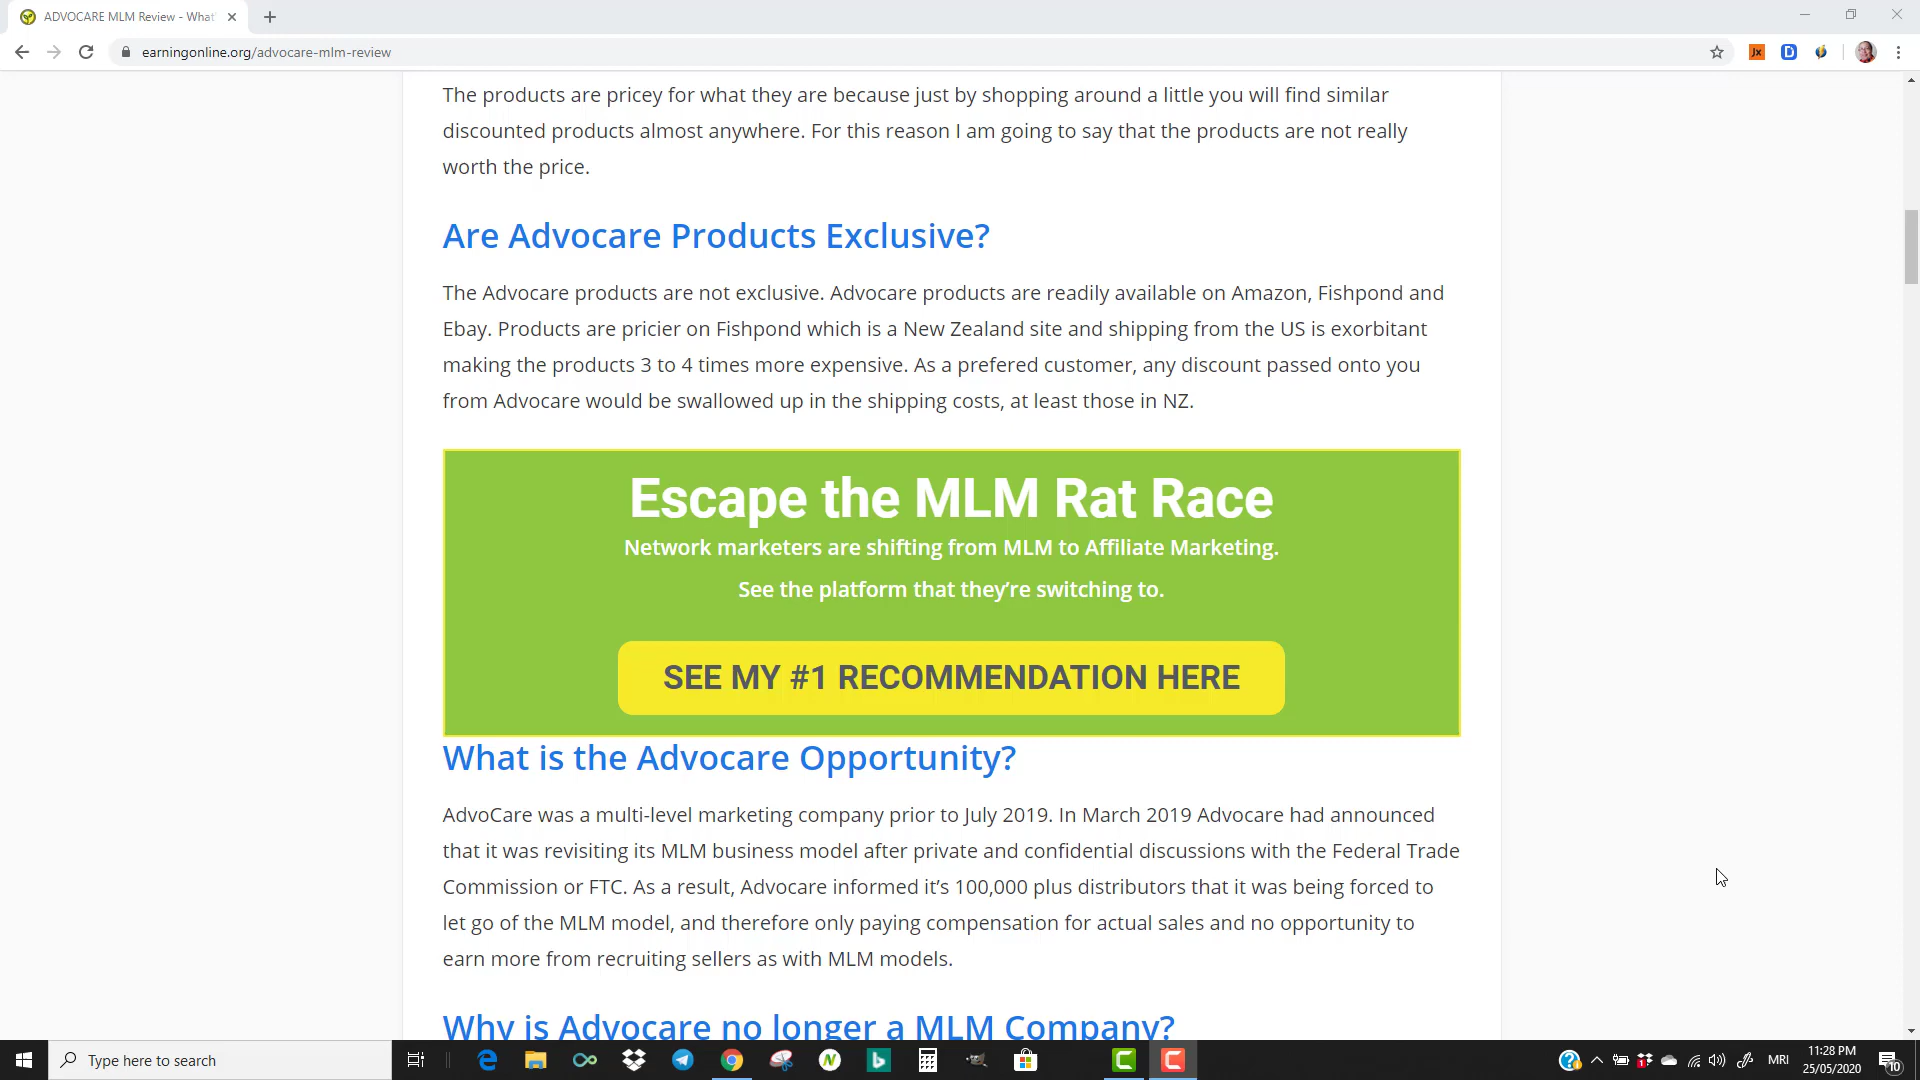 ADVOCARE MLM Review - What
earningonline.org/advocare-mlm-review
Jx
D
The products are pricey for what they are because just by shopping around a little you will find similar
discounted products almost anywhere. For this reason I am going to say that the products are not really
worth the price.
Are Advocare Products Exclusive?
The Advocare products are not exclusive. Advocare products are readily available on Amazon, Fishpond and
Ebay. Products are pricier on Fishpond which is a New Zealand site and shipping from the US is exorbitant
making the products 3 to 4 times more expensive. As a prefered customer, any discount passed onto you
from Advocare would be swallowed up in the shipping costs, at least those in NZ.
Escape the MLM Rat Race
Network marketers are shifting from MLM to Affiliate Marketing.
See the platform that they’re switching to.
SEE MY #1 RECOMMENDATION HERE
What is the Advocare Opportunity?
AdvoCare was a multi-level marketing company prior to July 2019. In March 2019 Advocare had announced
that it was revisiting its MLM business model after private and confidential discussions with the Federal Trade
Commission or FTC. As a result, Advocare informed it’s 100,000 plus distributors that it was being forced to
let go of the MLM model, and therefore only paying compensation for actual sales and no opportunity to
earn more from recruiting sellers as with MLM models.
Why is Advocare no longer a MLM Company?
Type here to search
MRI
11:28 PM
25/05/2020
10